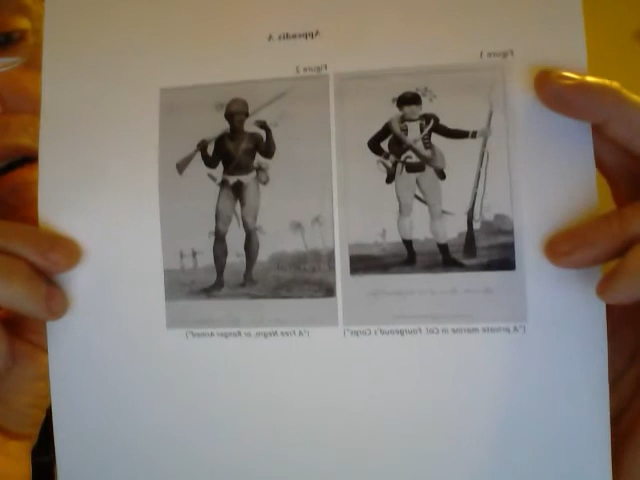 Appendix A
Figure 1
Figure 2
("A private marine in Col. Fourgeoud's Corps")
("A Free Negro, or Ranger Armed")